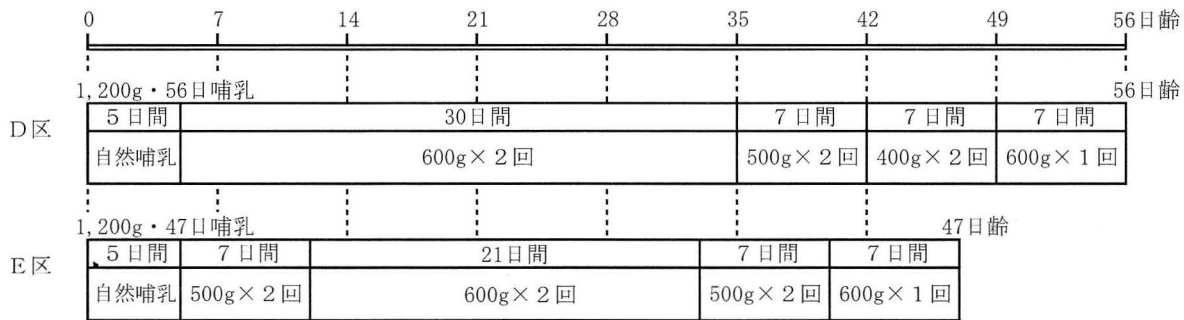 0 7 14 21 28 35 42 49 56日齢
1,200g・56日哺乳 56日齢
D区
5日間 30日間 7日間 7日間 7日間
自然哺乳 600g×2回 500g×2回 400g×2回 600g×1回
1,200g・47日哺乳 47日齢
E区
5日間 7日間 21日間 7日間 7日間
自然哺乳 500g×2回 600g×2回 500g×2回 600g×1回